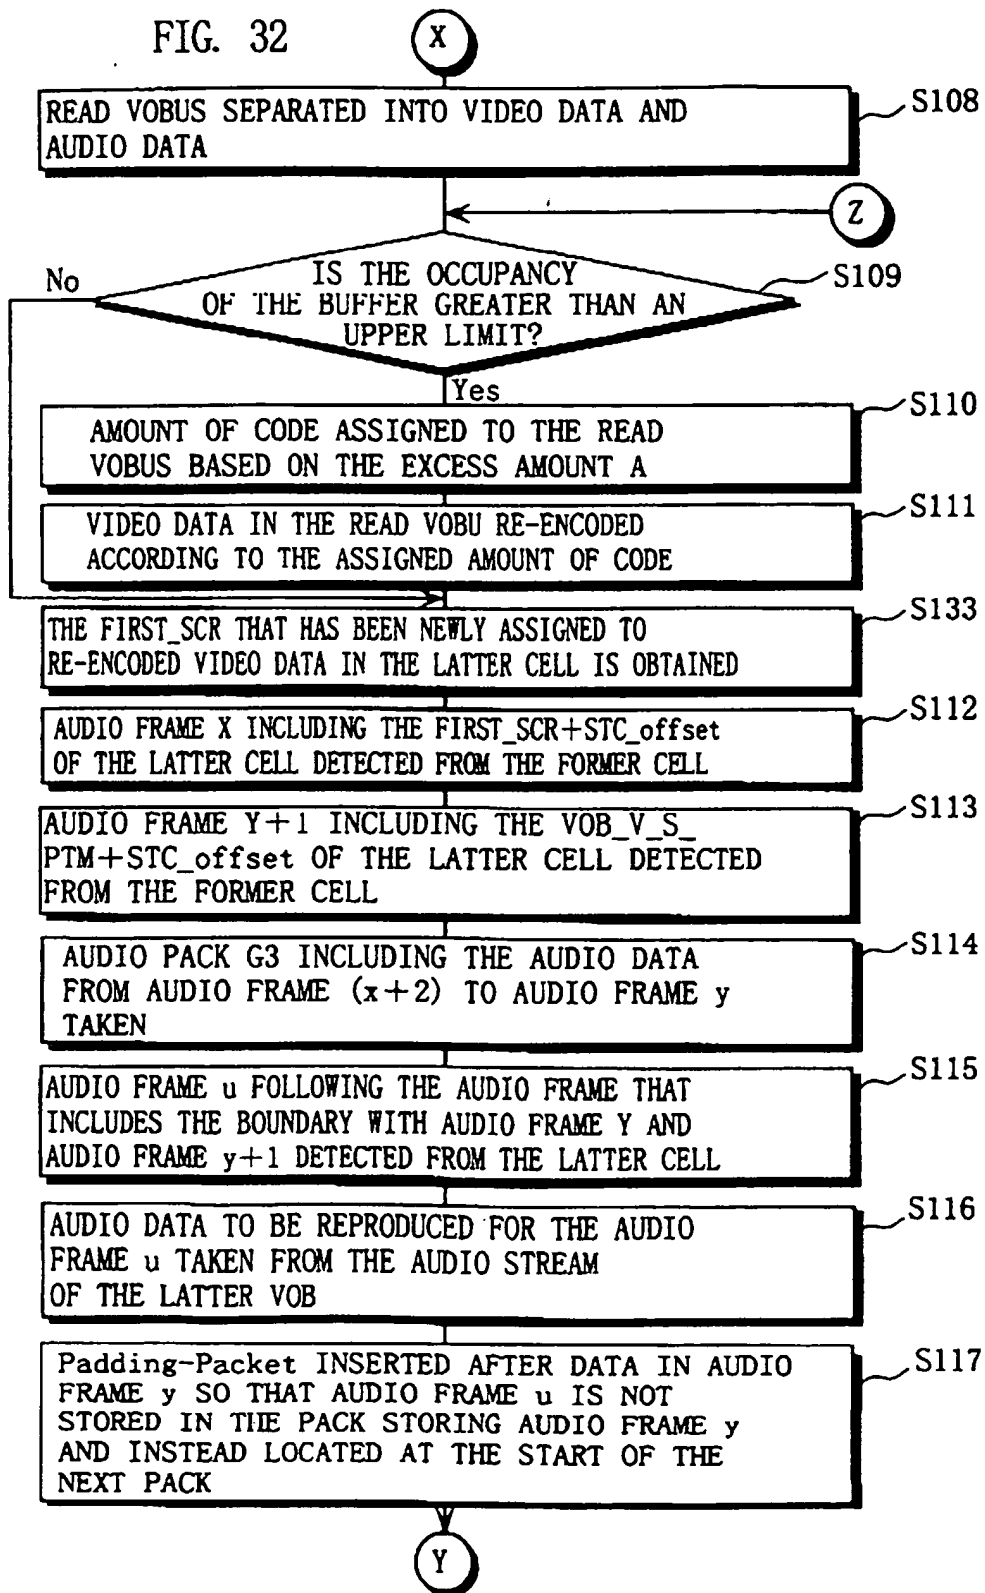 FIG. 32
X
READ VOBUS SEPARATED INTO VIDEO DATA AND
AUDIO DATA
S108
Z
IS THE OCCUPANCY
OF THE BUFFER GREATER THAN AN
UPPER LIMIT?
S109
No
Yes
AMOUNT OF CODE ASSIGNED TO THE READ
VOBUS BASED ON THE EXCESS AMOUNT A
S110
VIDEO DATA IN THE READ VOBU RE-ENCODED
ACCORDING TO THE ASSIGNED AMOUNT OF CODE
S111
THE FIRST_SCR THAT HAS BEEN NEWLY ASSIGNED TO
RE-ENCODED VIDEO DATA IN THE LATTER CELL IS OBTAINED
S133
AUDIO FRAME X INCLUDING THE FIRST_SCR+STC_offset
OF THE LATTER CELL DETECTED FROM THE FORMER CELL
S112
AUDIO FRAME Y+1 INCLUDING THE VOB_V_S_
PTM+STC_offset OF THE LATTER CELL DETECTED
FROM THE FORMER CELL
S113
AUDIO PACK G3 INCLUDING THE AUDIO DATA
FROM AUDIO FRAME (x+2) TO AUDIO FRAME y
TAKEN
S114
AUDIO FRAME u FOLLOWING THE AUDIO FRAME THAT
INCLUDES THE BOUNDARY WITH AUDIO FRAME Y AND
AUDIO FRAME y+1 DETECTED FROM THE LATTER CELL
S115
AUDIO DATA TO BE REPRODUCED FOR THE AUDIO
FRAME u TAKEN FROM THE AUDIO STREAM
OF THE LATTER VOB
S116
Padding-Packet INSERTED AFTER DATA IN AUDIO
FRAME y SO THAT AUDIO FRAME u IS NOT
STORED IN THE PACK STORING AUDIO FRAME y
AND INSTEAD LOCATED AT THE START OF THE
NEXT PACK
S117
Y